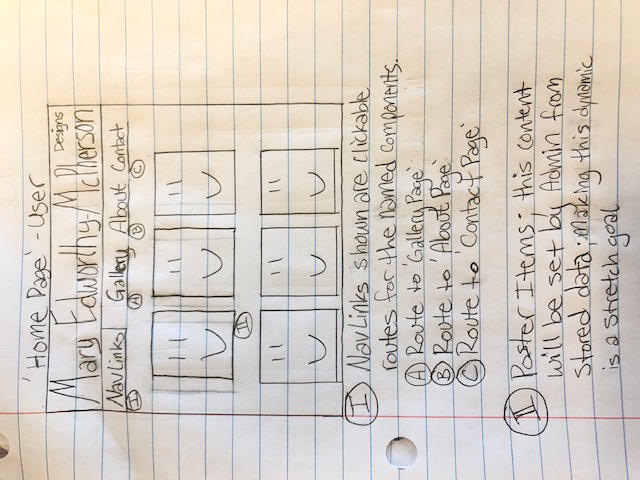 'Home Page' - User
Designs
Mary Edworthy-McPherson
NavLinks Gallery About Contact
I A B C
II
I NavLinks shown are clickable
routes for the named components.
A Route to 'Gallery Page'
B Route to 'About Page'
C Route to 'Contact Page'
II Poster Items; this content
will be set by Admin from
stored data; making this dynamic
is a stretch goal